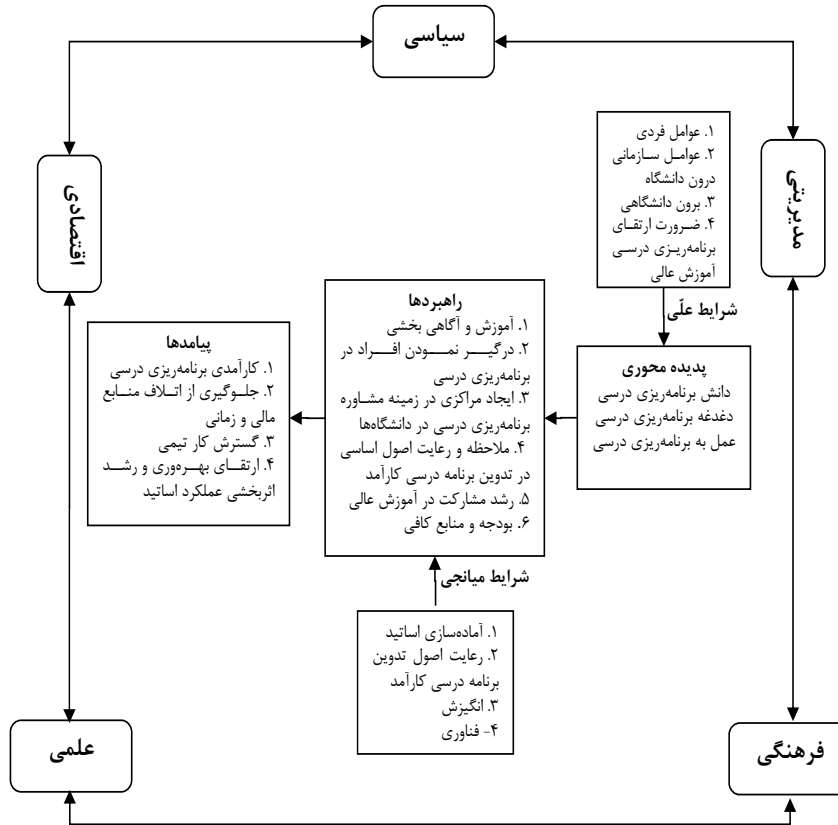 سیاسی
مدیریتی
اقتصادی
۱. عوامل فردی
۲. عوامل سازمانی
درون دانشگاه
۳. برون دانشگاهی
۴. ضرورت ارتقای
برنامه‌ریزی درسی
آموزش عالی
شرایط علّی
پدیده محوری
دانش برنامه‌ریزی درسی
دغدغه برنامه‌ریزی درسی
عمل به برنامه‌ریزی درسی
راهبردها
۱. آموزش و آگاهی بخشی
۲. درگیر نمودن افراد در
برنامه‌ریزی درسی
۳. ایجاد مراکزی در زمینه مشاوره
برنامه‌ریزی درسی در دانشگاه‌ها
۴. ملاحظه و رعایت اصول اساسی
در تدوین برنامه درسی کارآمد
۵. رشد مشارکت در آموزش عالی
۶. بودجه و منابع کافی
پیامدها
۱. کارآمدی برنامه‌ریزی درسی
۲. جلوگیری از اتلاف منابع
مالی و زمانی
۳. گسترش کار تیمی
۴. ارتقای بهره‌وری و رشد
اثربخشی عملکرد اساتید
شرایط میانجی
۱. آماده‌سازی اساتید
۲. رعایت اصول تدوین
برنامه درسی کارآمد
۳. انگیزش
۴- فناوری
فرهنگی
علمی